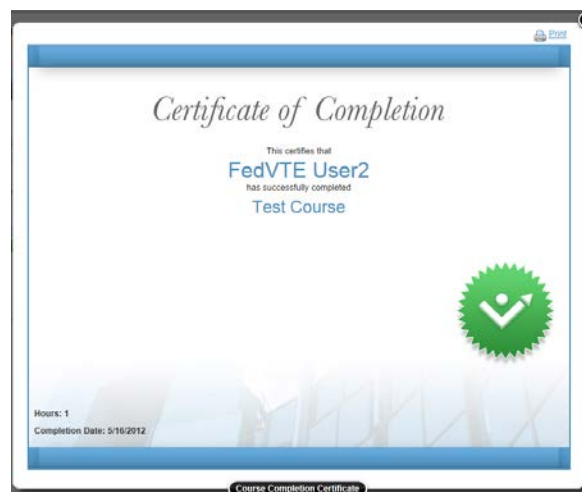 Print
Certificate of Completion
This certifies that
FedVTE User2
has successfully completed
Test Course
Hours: 1
Completion Date: 5/16/2012
Course Completion Certificate